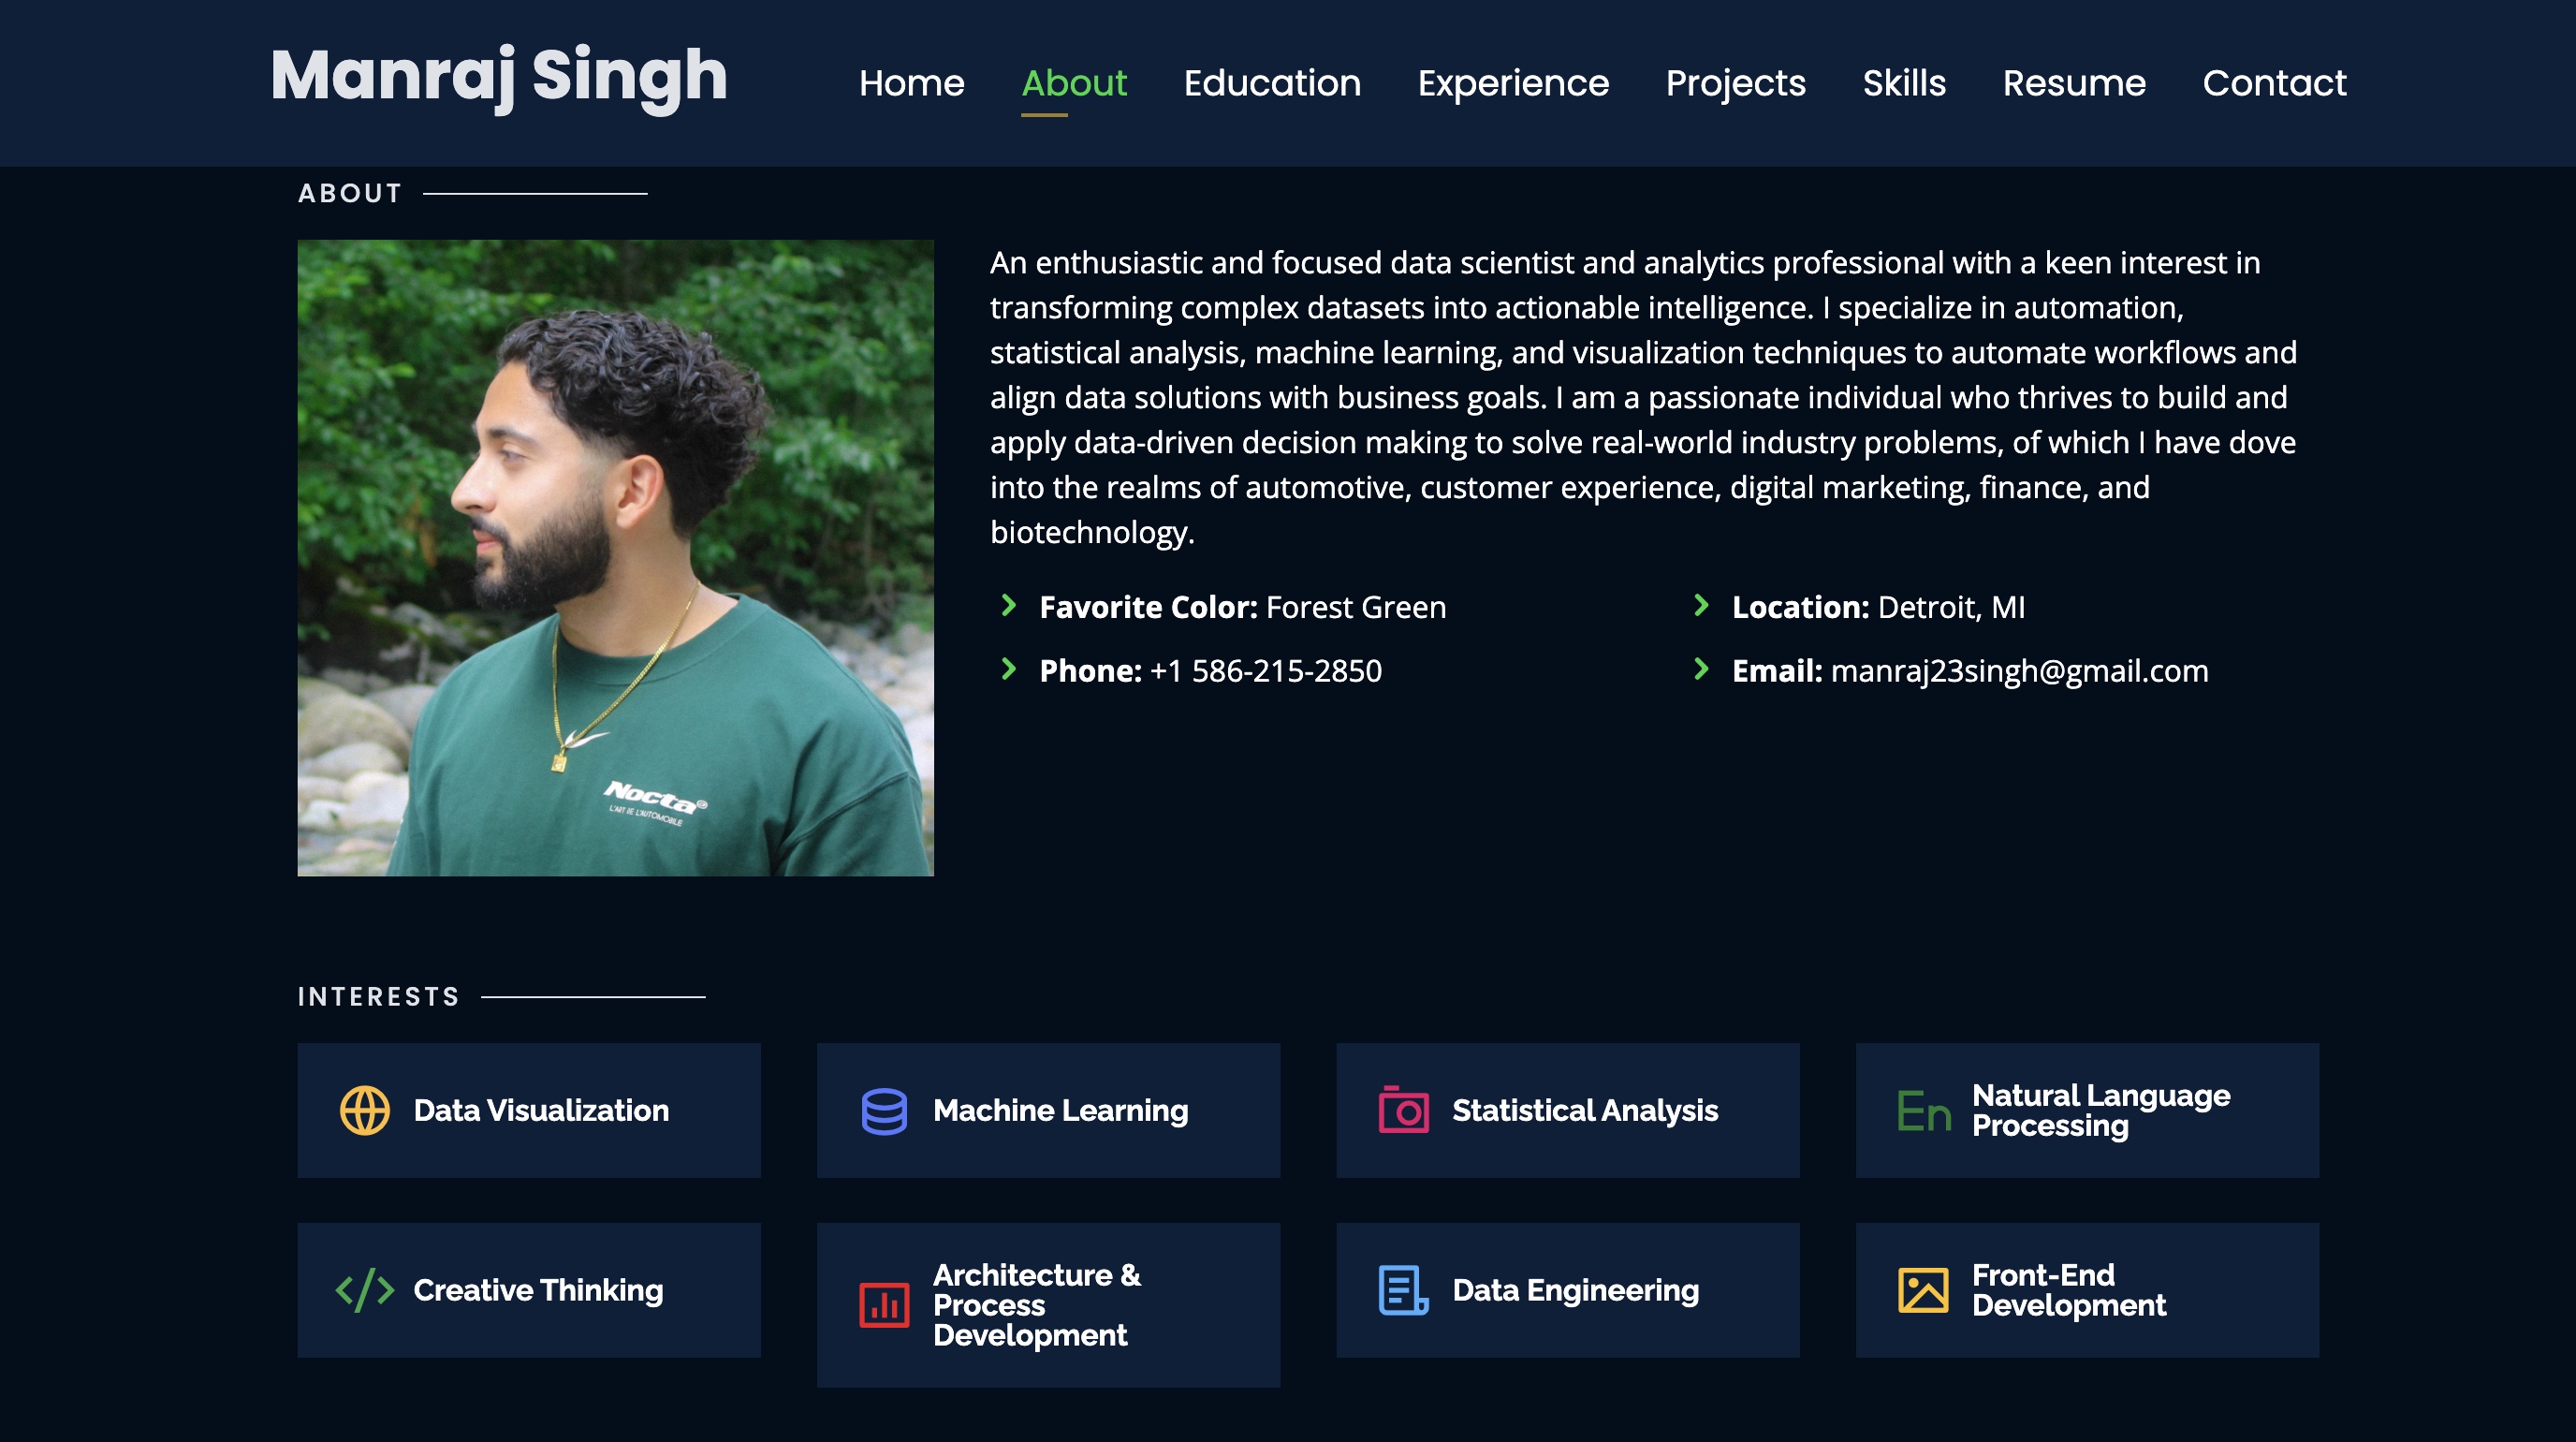 Manraj Singh
Home About Education Experience Projects Skills Resume Contact
ABOUT
An enthusiastic and focused data scientist and analytics professional with a keen interest in
transforming complex datasets into actionable intelligence. I specialize in automation,
statistical analysis, machine learning, and visualization techniques to automate workflows and
align data solutions with business goals. I am a passionate individual who thrives to build and
apply data-driven decision making to solve real-world industry problems, of which I have dove
into the realms of automotive, customer experience, digital marketing, finance, and
biotechnology.
Favorite Color: Forest Green
Location: Detroit, MI
Phone: +1 586-215-2850
Email: manraj23singh@gmail.com
Nocta®
L'ART DE L'AUTOMOBILE
INTERESTS
Data Visualization
Machine Learning
Statistical Analysis
En
Natural Language
Processing
Creative Thinking
Architecture &
Process
Development
Data Engineering
Front-End
Development